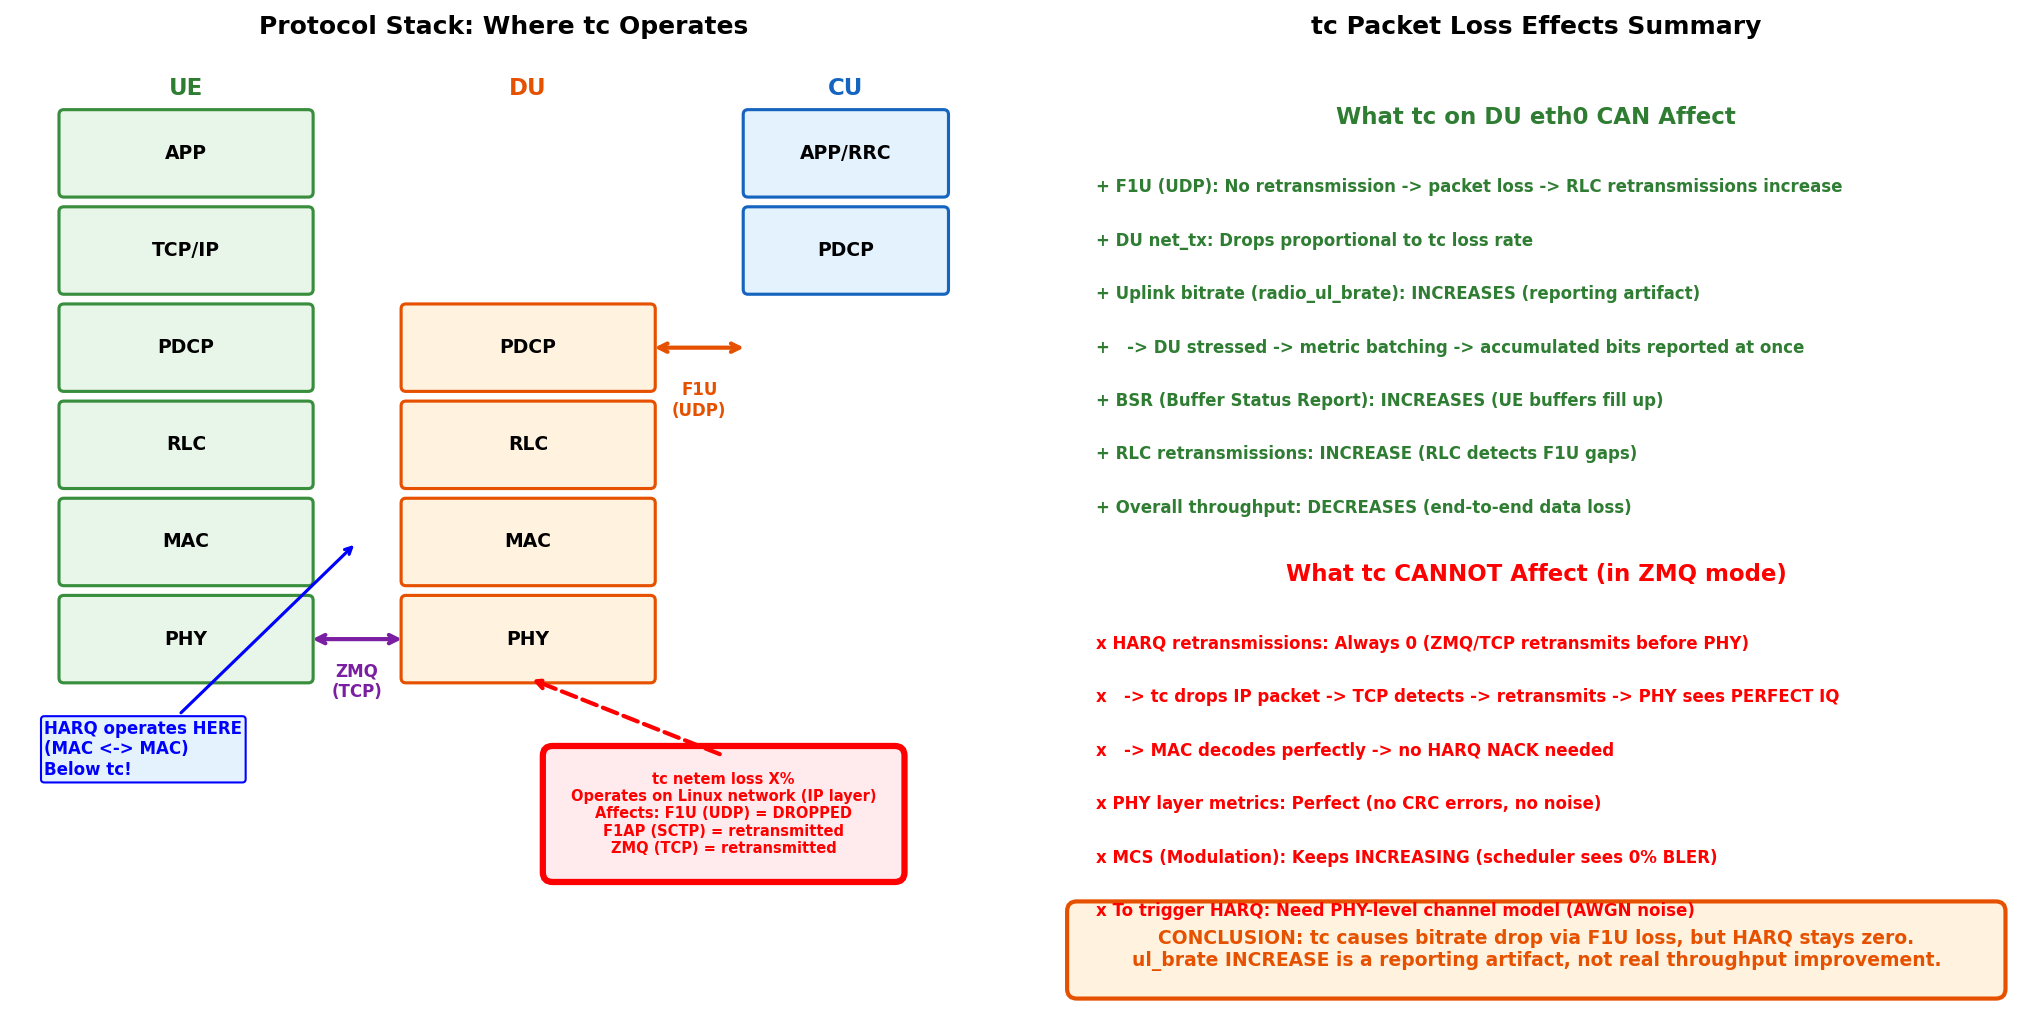 Protocol Stack: Where tc Operates
UE
DU
CU
APP
APP/RRC
TCP/IP
PDCP
PDCP
PDCP
F1U
(UDP)
RLC
RLC
MAC
MAC
PHY
PHY
ZMQ
(TCP)
HARQ operates HERE
(MAC <-> MAC)
Below tc!
tc netem loss X%
Operates on Linux network (IP layer)
Affects: F1U (UDP) = DROPPED
F1AP (SCTP) = retransmitted
ZMQ (TCP) = retransmitted
tc Packet Loss Effects Summary
What tc on DU eth0 CAN Affect
+ F1U (UDP): No retransmission -> packet loss -> RLC retransmissions increase
+ DU net_tx: Drops proportional to tc loss rate
+ Uplink bitrate (radio_ul_brate): INCREASES (reporting artifact)
+   -> DU stressed -> metric batching -> accumulated bits reported at once
+ BSR (Buffer Status Report): INCREASES (UE buffers fill up)
+ RLC retransmissions: INCREASE (RLC detects F1U gaps)
+ Overall throughput: DECREASES (end-to-end data loss)
What tc CANNOT Affect (in ZMQ mode)
x HARQ retransmissions: Always 0 (ZMQ/TCP retransmits before PHY)
x   -> tc drops IP packet -> TCP detects -> retransmits -> PHY sees PERFECT IQ
x   -> MAC decodes perfectly -> no HARQ NACK needed
x PHY layer metrics: Perfect (no CRC errors, no noise)
x MCS (Modulation): Keeps INCREASING (scheduler sees 0% BLER)
x To trigger HARQ: Need PHY-level channel model (AWGN noise)
CONCLUSION: tc causes bitrate drop via F1U loss, but HARQ stays zero.
ul_brate INCREASE is a reporting artifact, not real throughput improvement.